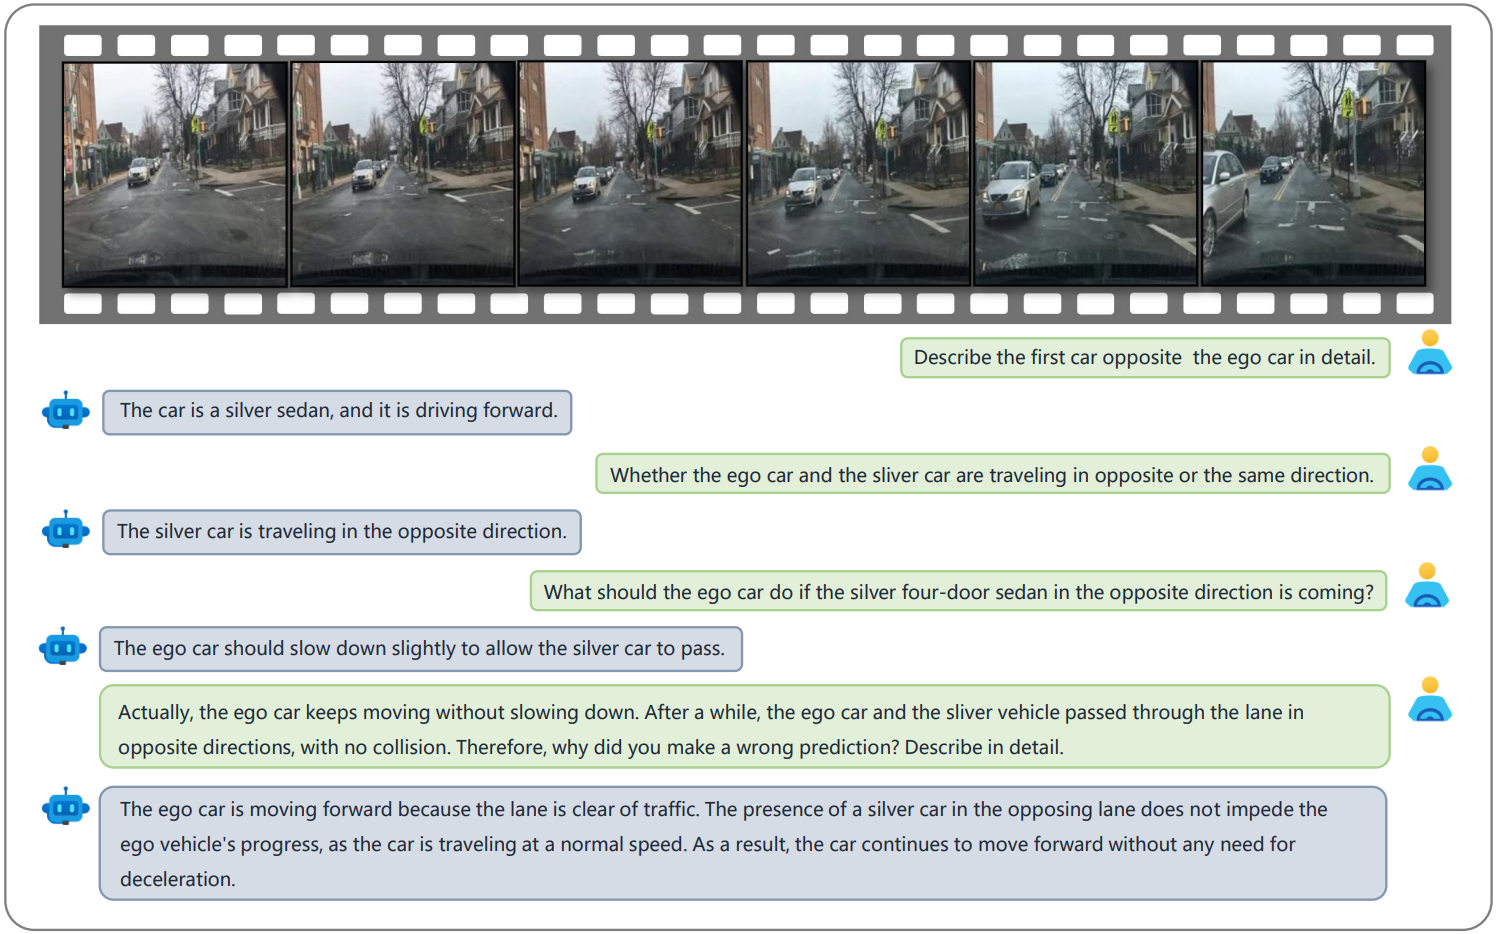 Describe the first car opposite  the ego car in detail.
The car is a silver sedan, and it is driving forward.
Whether the ego car and the sliver car are traveling in opposite or the same direction.
The silver car is traveling in the opposite direction.
What should the ego car do if the silver four-door sedan in the opposite direction is coming?
The ego car should slow down slightly to allow the silver car to pass.
Actually, the ego car keeps moving without slowing down. After a while, the ego car and the sliver vehicle passed through the lane in
opposite directions, with no collision. Therefore, why did you make a wrong prediction? Describe in detail.
The ego car is moving forward because the lane is clear of traffic. The presence of a silver car in the opposing lane does not impede the
ego vehicle's progress, as the car is traveling at a normal speed. As a result, the car continues to move forward without any need for
deceleration.